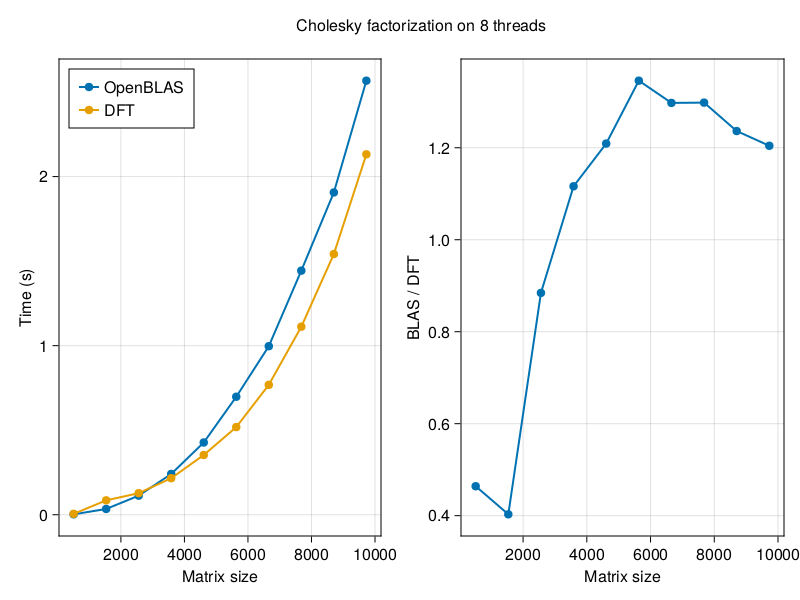 Cholesky factorization on 8 threads
OpenBLAS
DFT
Time (s)
2
1
0
2000 4000 6000 8000 10000
Matrix size
BLAS / DFT
1.2
1.0
0.8
0.6
0.4
2000 4000 6000 8000 10000
Matrix size